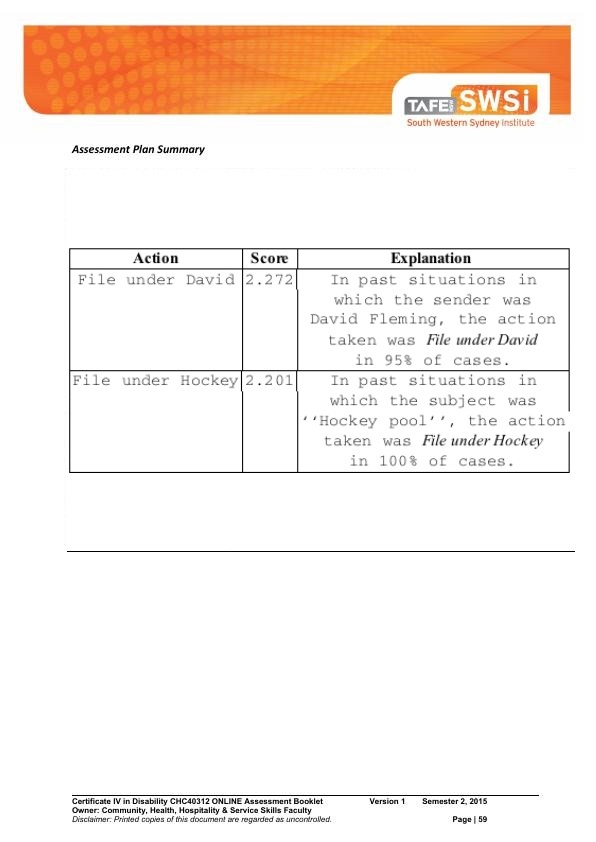 TAFE NSW SWSi
South Western Sydney Institute
Assessment Plan Summary
Action Score Explanation
File under David 2.272 In past situations in
which the sender was
David Fleming, the action
taken was File under David
in 95% of cases.
File under Hockey 2.201 In past situations in
which the subject was
‘‘Hockey pool’’, the action
taken was File under Hockey
in 100% of cases.
Certificate IV in Disability CHC40312 ONLINE Assessment Booklet Version 1 Semester 2, 2015
Owner: Community, Health, Hospitality & Service Skills Faculty
Disclaimer: Printed copies of this document are regarded as uncontrolled. Page | 59